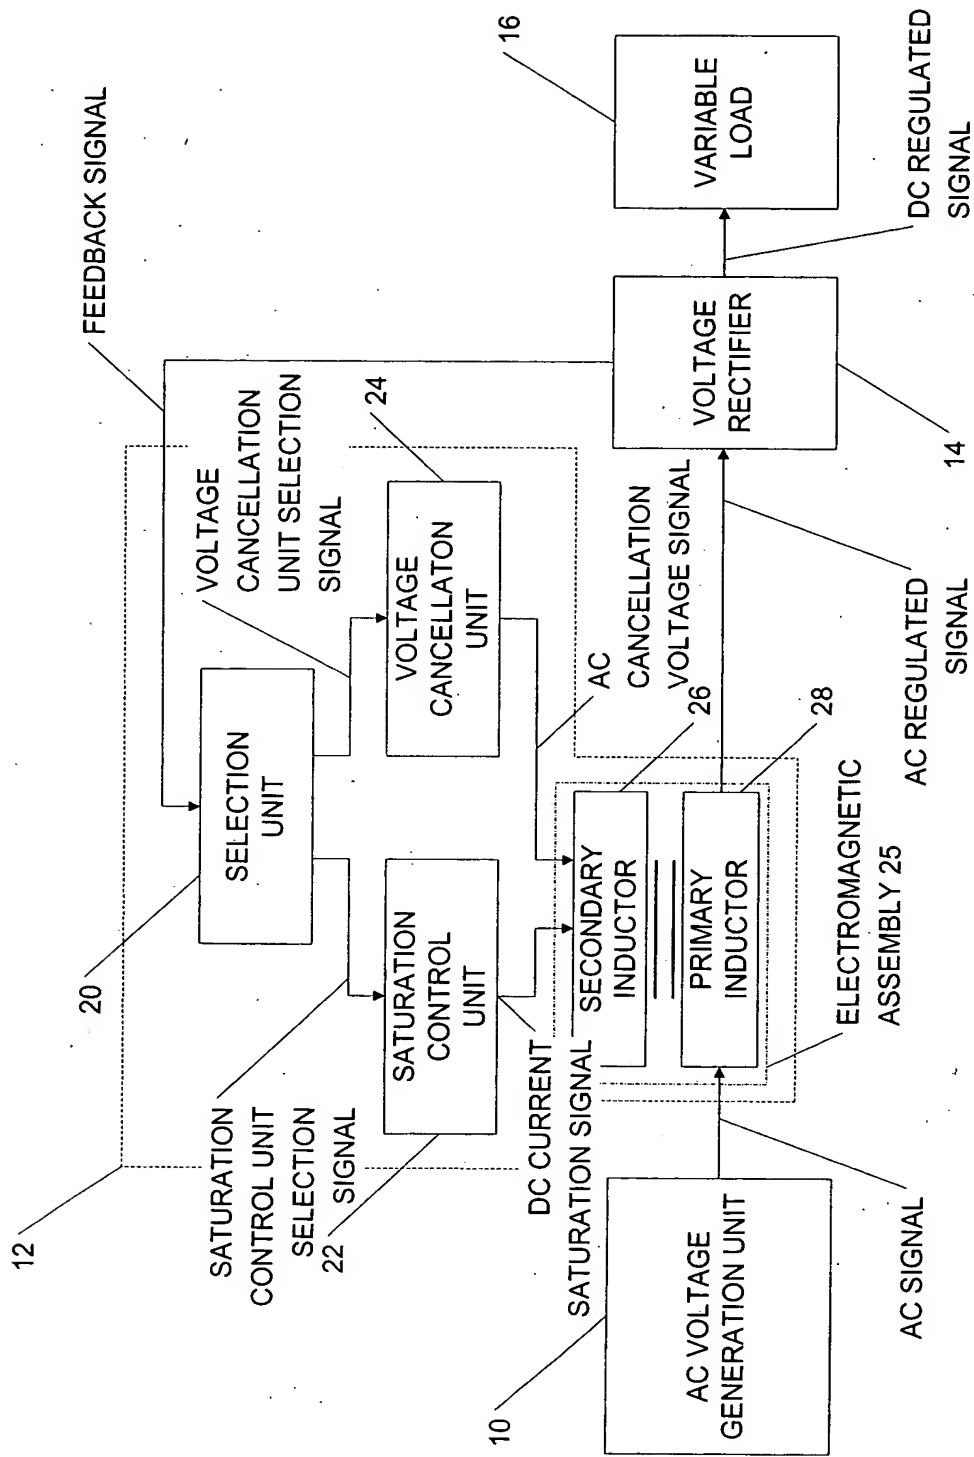 FEEDBACK SIGNAL
12
20
SELECTION
UNIT
SATURATION
CONTROL UNIT
SELECTION
SIGNAL
22
VOLTAGE
CANCELLATION
UNIT SELECTION
SIGNAL
24
SATURATION
CONTROL
UNIT
VOLTAGE
CANCELLATON
UNIT
DC CURRENT
SATURATION SIGNAL
AC
CANCELLATION
VOLTAGE SIGNAL
SECONDARY
INDUCTOR
26
PRIMARY
INDUCTOR
28
10
AC VOLTAGE
GENERATION UNIT
VOLTAGE
RECTIFIER
14
VARIABLE
LOAD
16
AC SIGNAL
ELECTROMAGNETIC
ASSEMBLY 25
AC REGULATED
SIGNAL
DC REGULATED
SIGNAL